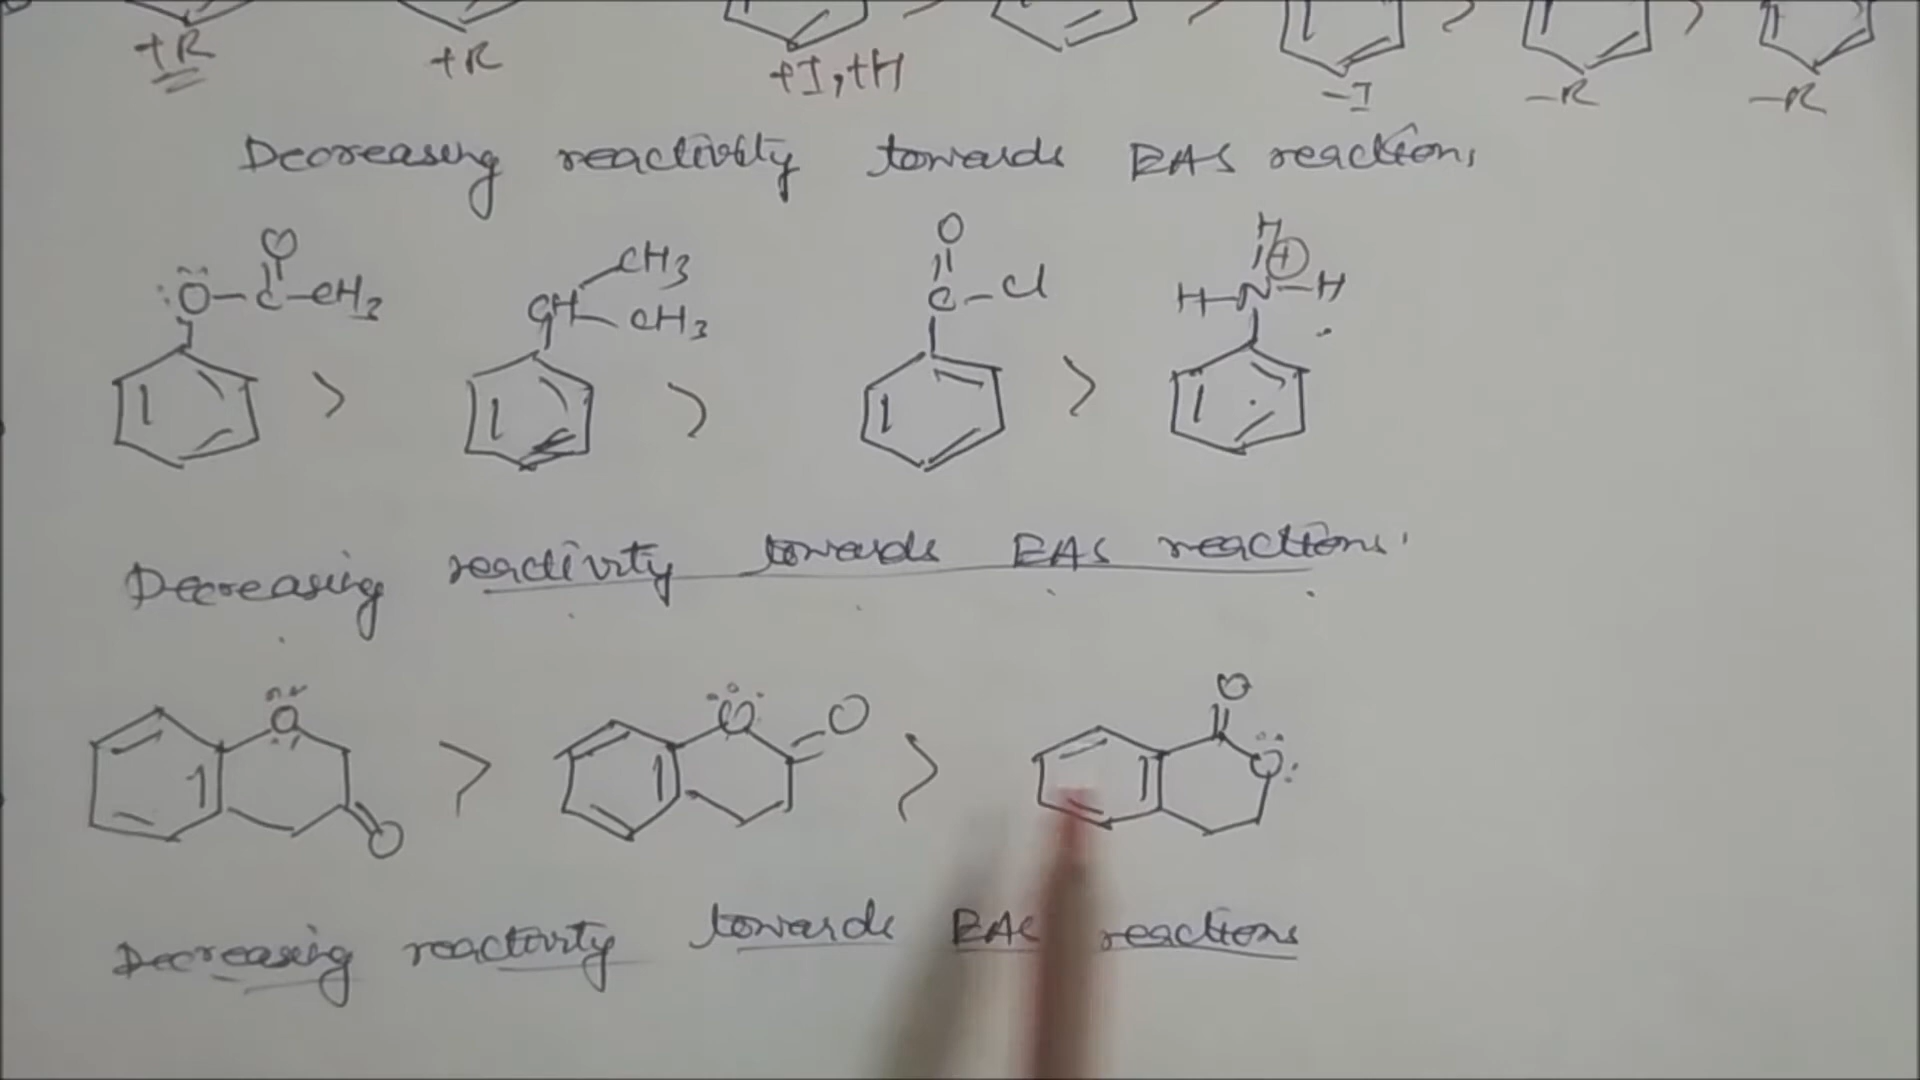 +R +R +I,+H -I -R -R
Decreasing reactivity towards EAS reactions
:Ö-C-CH3
O
CH
CH3
CH3
O
C-Cl
H
H-N-H
+
> > >
Decreasing reactivity towards EAS reactions.
O
O
>
O
O
>
O
O
Decreasing reactivity towards EAS reactions